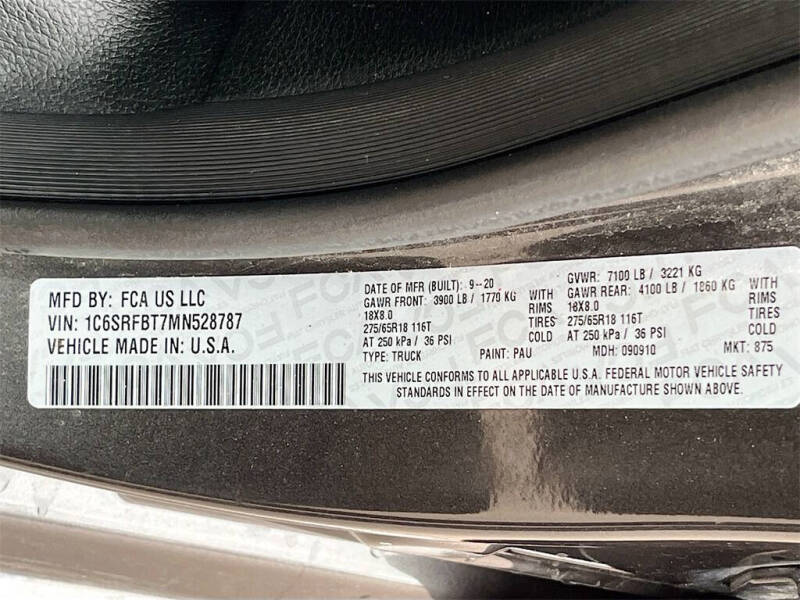 MFD BY: FCA US LLC
VIN: 1C6SRFBT7MN528787
VEHICLE MADE IN: U.S.A.
DATE OF MFR (BUILT): 9--20
GAWR FRONT: 3900 LB / 1770 KG WITH
18X8.0 RIMS
275/65R18 116T
AT 250 kPa / 36 PSI COLD
TYPE: TRUCK PAINT: PAU
GVWR: 7100 LB / 3221 KG
GAWR REAR: 4100 LB / 1860 KG WITH
18X8.0 RIMS
275/65R18 116T
AT 250 kPa / 36 PSI COLD
MDH: 090910 MKT: 875
THIS VEHICLE CONFORMS TO ALL APPLICABLE U.S.A. FEDERAL MOTOR VEHICLE SAFETY
STANDARDS IN EFFECT ON THE DATE OF MANUFACTURE SHOWN ABOVE.